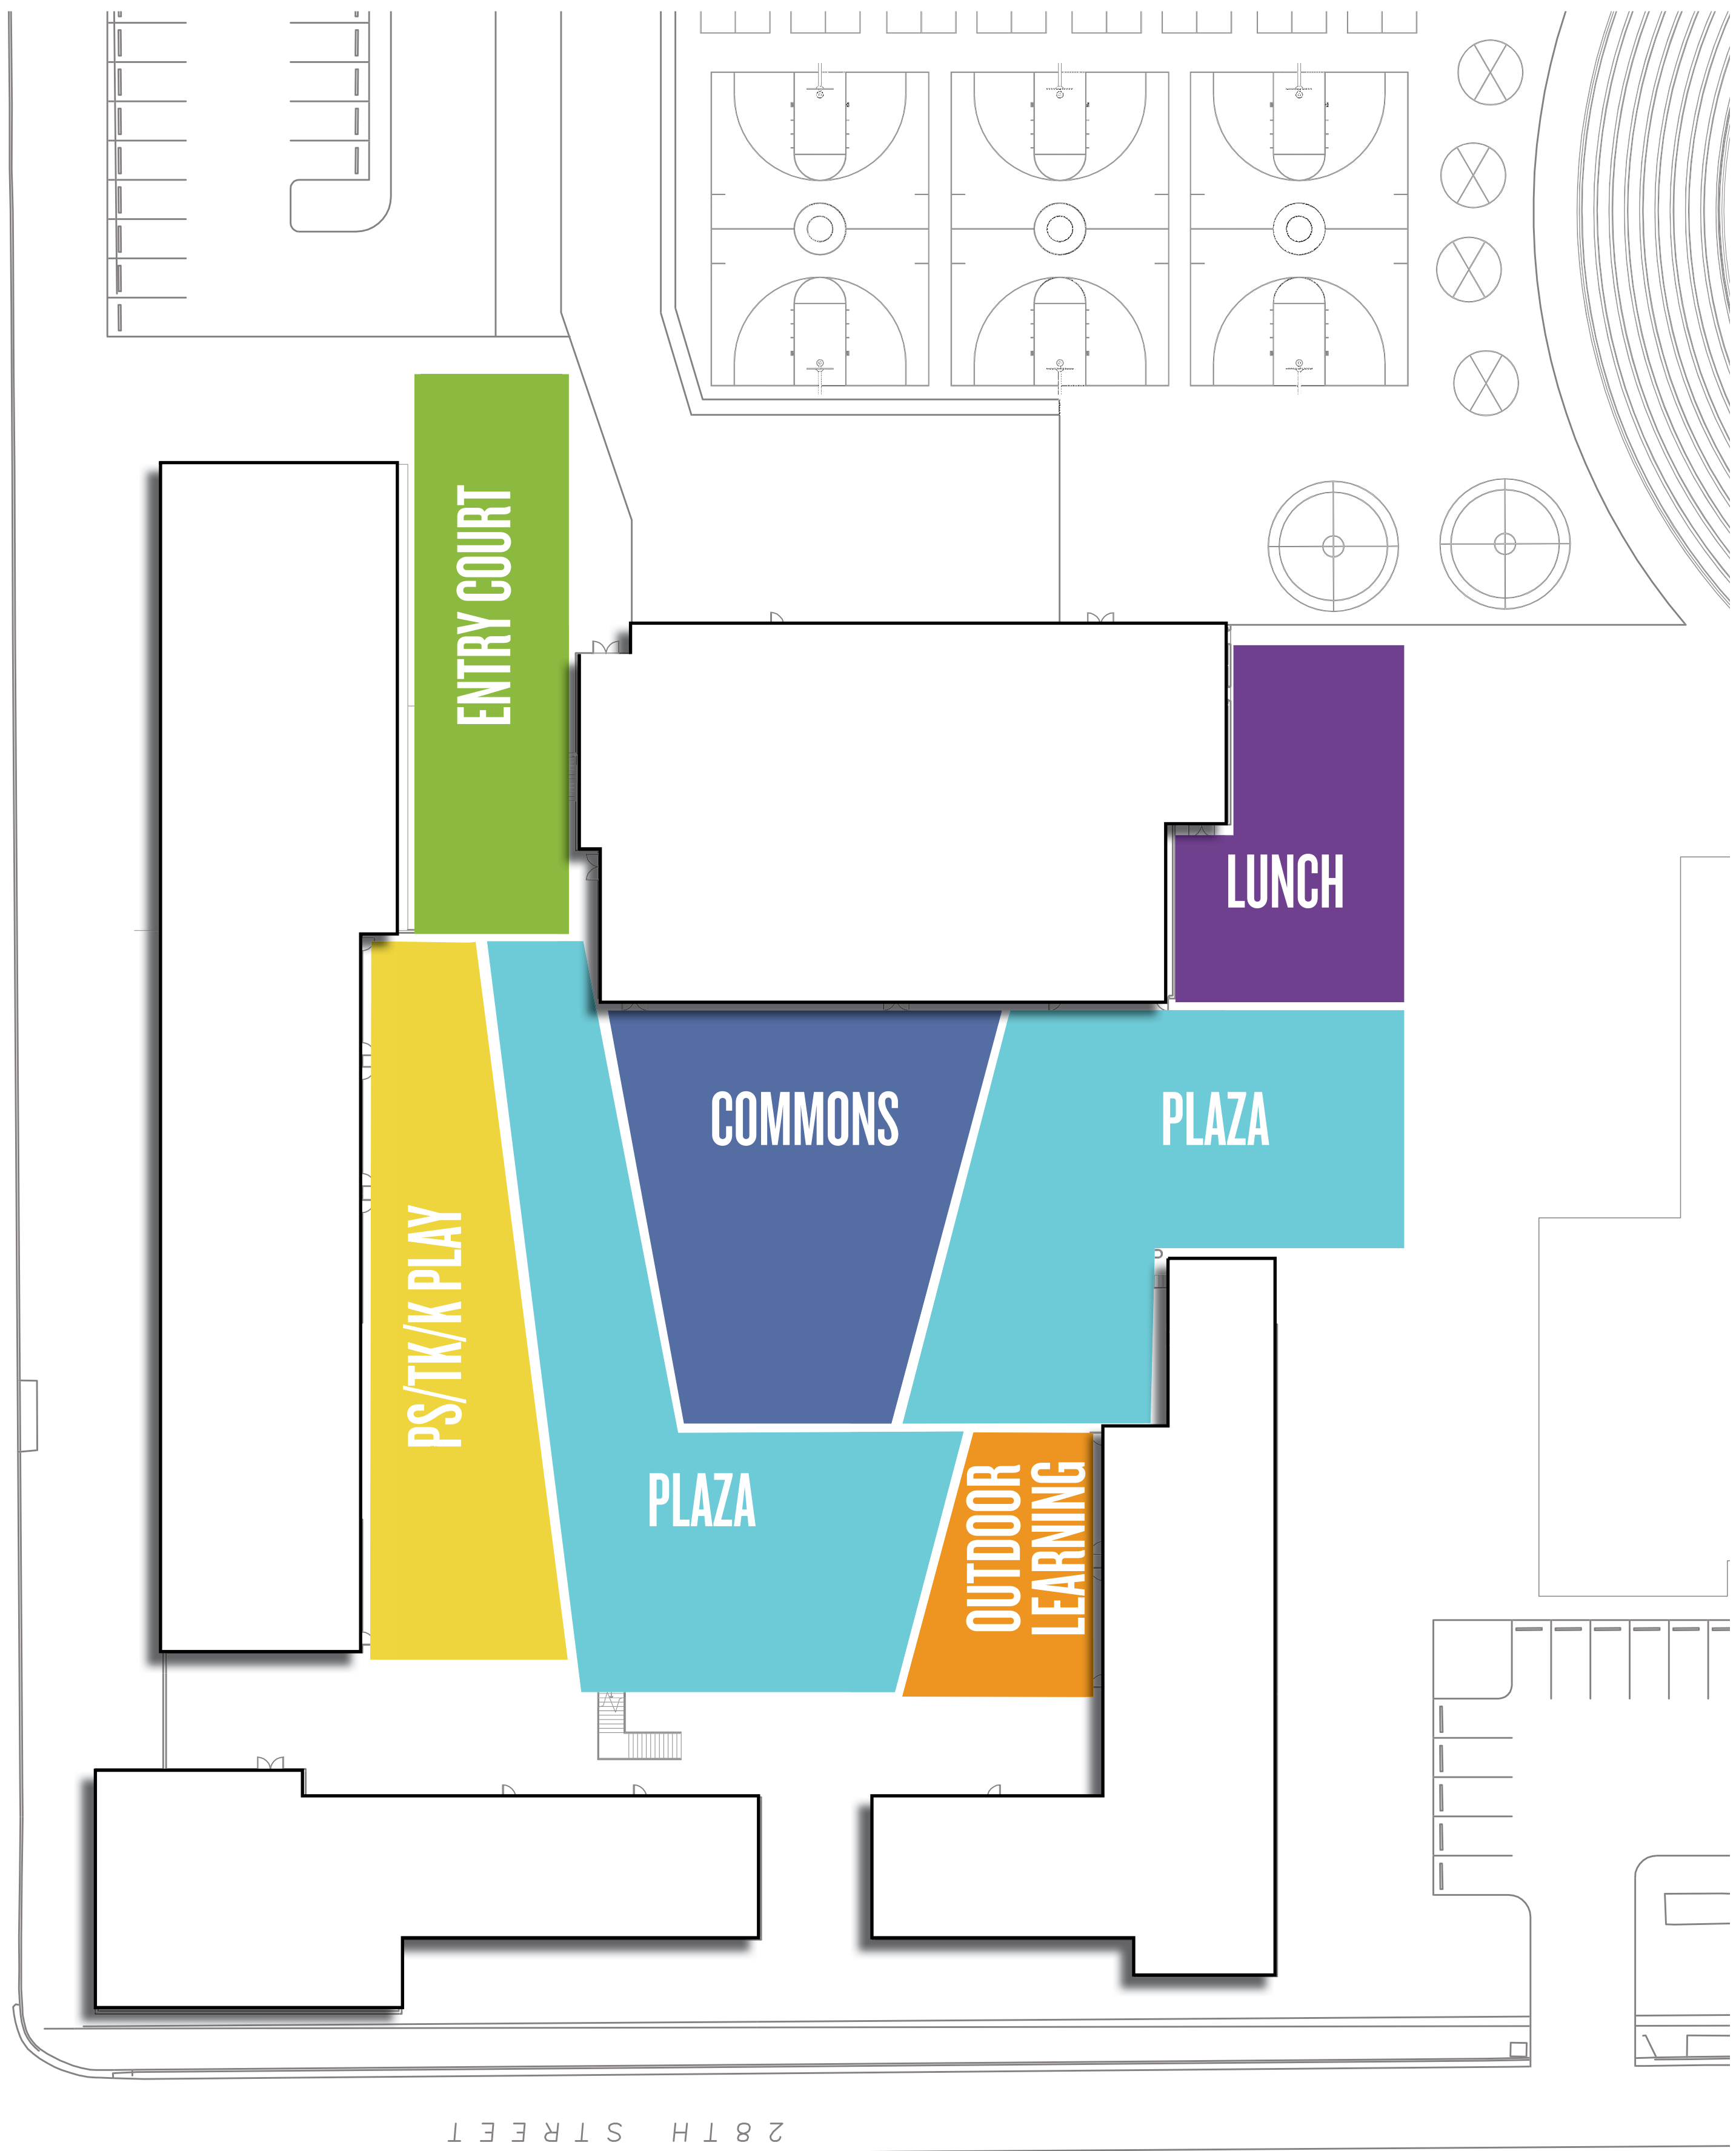 ENTRY COURT
LUNCH
COMMONS
PLAZA
PS/TK/K PLAY
PLAZA
OUTDOOR
LEARNING
28TH STREET